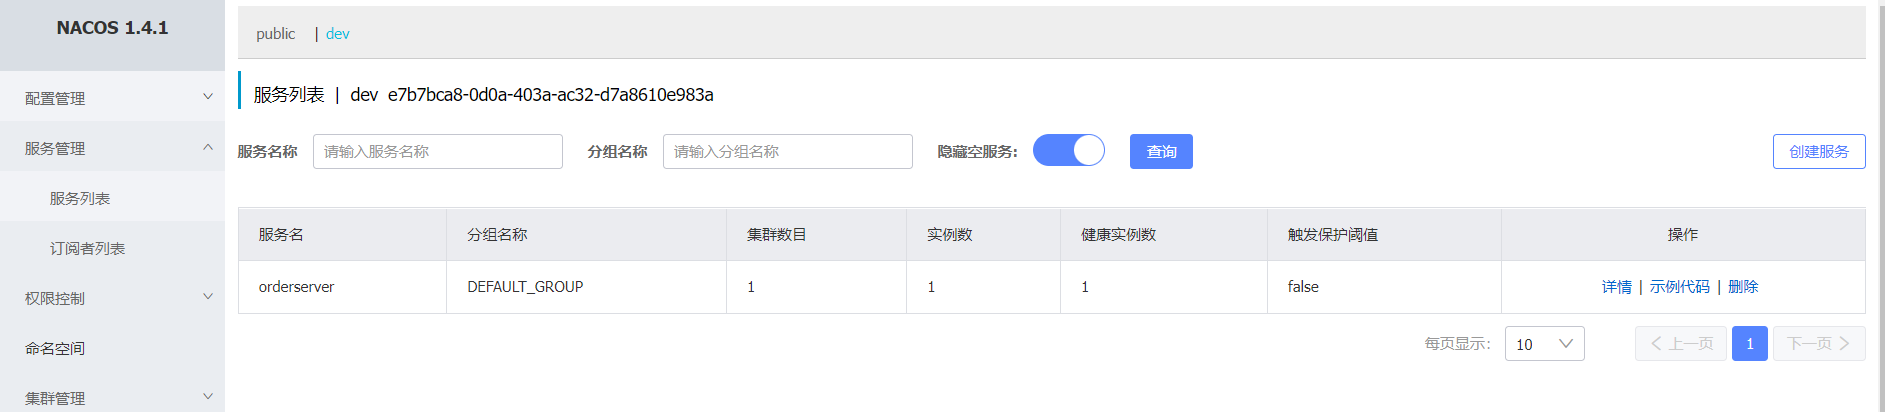 NACOS 1.4.1
配置管理
服务管理
服务列表
订阅者列表
权限控制
命名空间
集群管理
public | dev
服务列表 | dev e7b7bca8-0d0a-403a-ac32-d7a8610e983a
服务名称 请输入服务名称 分组名称 请输入分组名称 隐藏空服务: 查询 创建服务
服务名 分组名称 集群数目 实例数 健康实例数 触发保护阈值 操作
orderserver DEFAULT_GROUP 1 1 1 false 详情 | 示例代码 | 删除
每页显示: 10 上一页 1 下一页